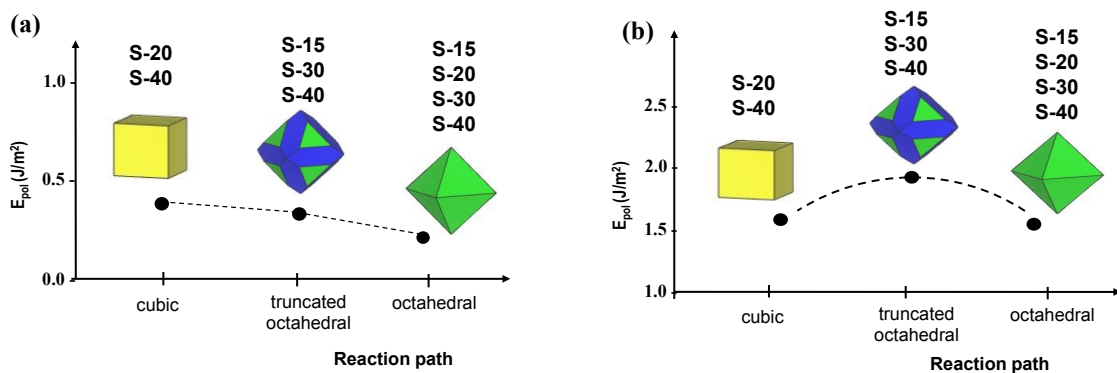 (a)
E_pol (J/m²)
1.0
0.5
0.0
S-20
S-40
S-15
S-30
S-40
S-15
S-20
S-30
S-40
cubic
truncated
octahedral
octahedral
Reaction path
(b)
E_pol (J/m²)
2.5
2.0
1.5
1.0
S-20
S-40
S-15
S-30
S-40
S-15
S-20
S-30
S-40
cubic
truncated
octahedral
octahedral
Reaction path